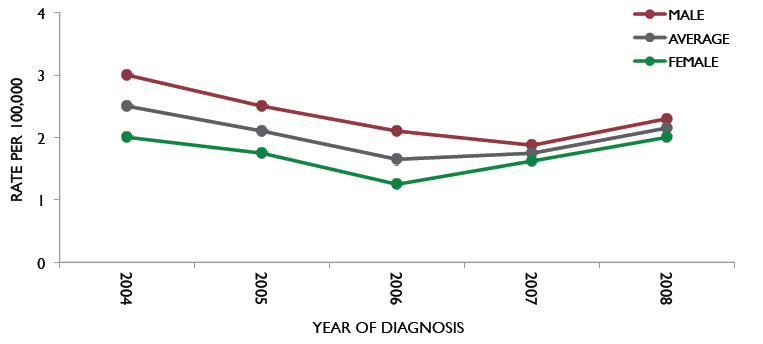 4
3
2
1
0
RATE PER 100,000
MALE
AVERAGE
FEMALE
2004
2005
2006
2007
2008
YEAR OF DIAGNOSIS